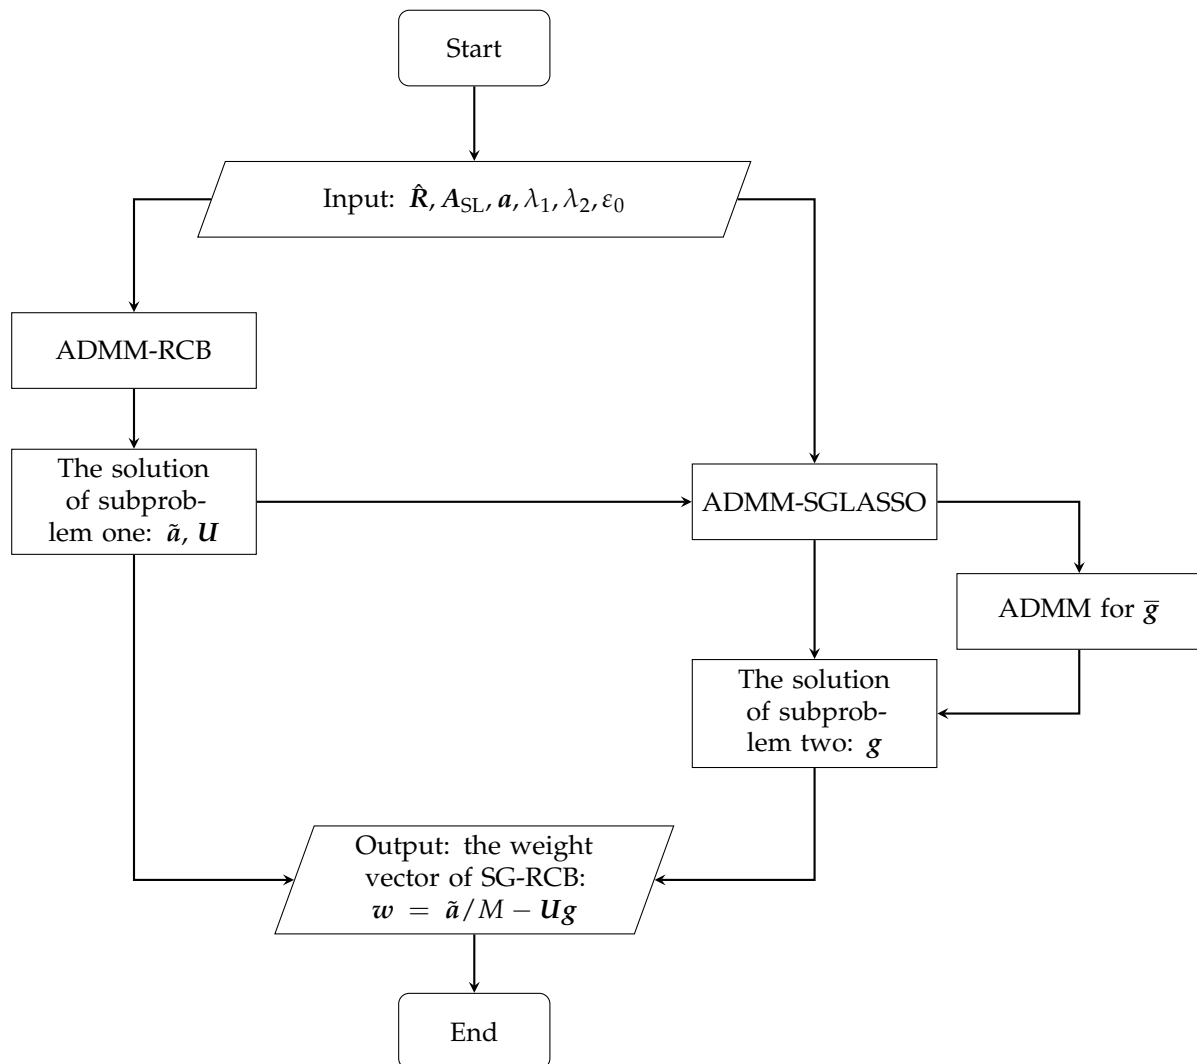 Start
Input: R̂, A_SL, a, λ₁, λ₂, ε₀
ADMM-RCB
The solution
of subprob-
lem one: ã, U
ADMM-SGLASSO
ADMM for g̅
The solution
of subprob-
lem two: g
Output: the weight
vector of SG-RCB:
w = ã/M − Ug
End